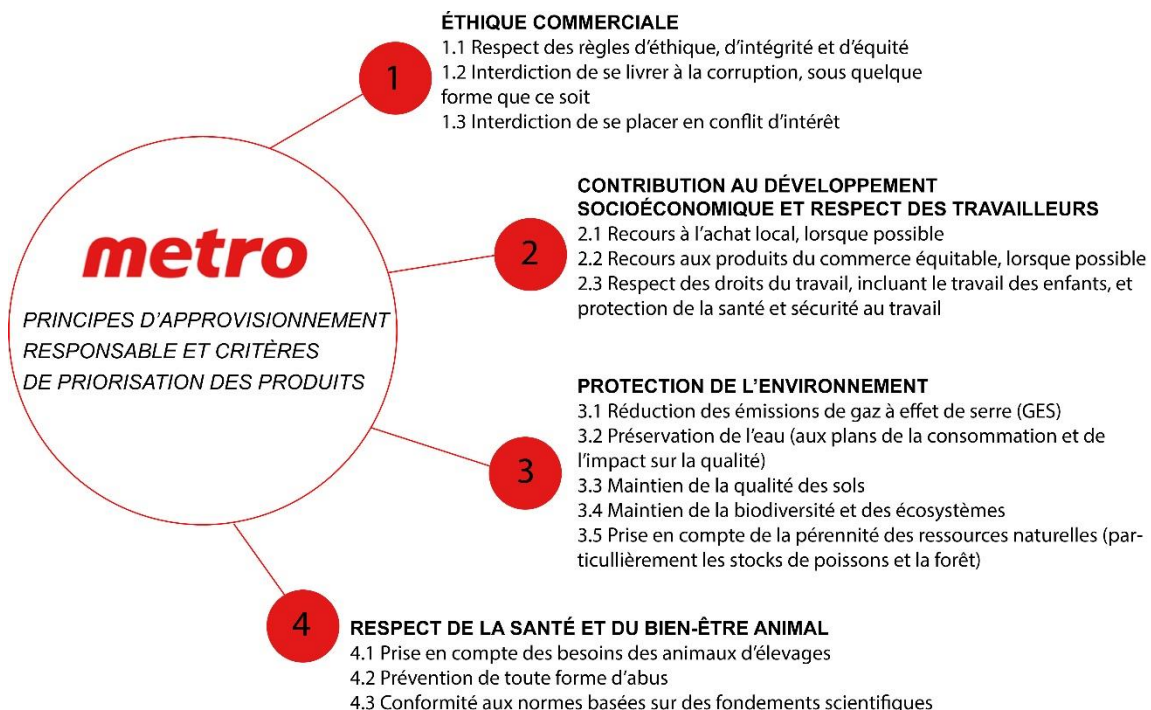 ÉTHIQUE COMMERCIALE
1.1 Respect des règles d'éthique, d'intégrité et d'équité
1.2 Interdiction de se livrer à la corruption, sous quelque
forme que ce soit
1.3 Interdiction de se placer en conflit d'intérêt
1
CONTRIBUTION AU DÉVELOPPEMENT
SOCIOÉCONOMIQUE ET RESPECT DES TRAVAILLEURS
2.1 Recours à l'achat local, lorsque possible
2.2 Recours aux produits du commerce équitable, lorsque possible
2.3 Respect des droits du travail, incluant le travail des enfants, et
protection de la santé et sécurité au travail
2
metro
PRINCIPES D'APPROVISIONNEMENT
RESPONSABLE ET CRITÈRES
DE PRIORISATION DES PRODUITS
PROTECTION DE L'ENVIRONNEMENT
3.1 Réduction des émissions de gaz à effet de serre (GES)
3.2 Préservation de l'eau (aux plans de la consommation et de
l'impact sur la qualité)
3.3 Maintien de la qualité des sols
3.4 Maintien de la biodiversité et des écosystèmes
3.5 Prise en compte de la pérennité des ressources naturelles (par-
ticullièrement les stocks de poissons et la forêt)
3
4
RESPECT DE LA SANTÉ ET DU BIEN-ÊTRE ANIMAL
4.1 Prise en compte des besoins des animaux d'élevages
4.2 Prévention de toute forme d'abus
4.3 Conformité aux normes basées sur des fondements scientifiques